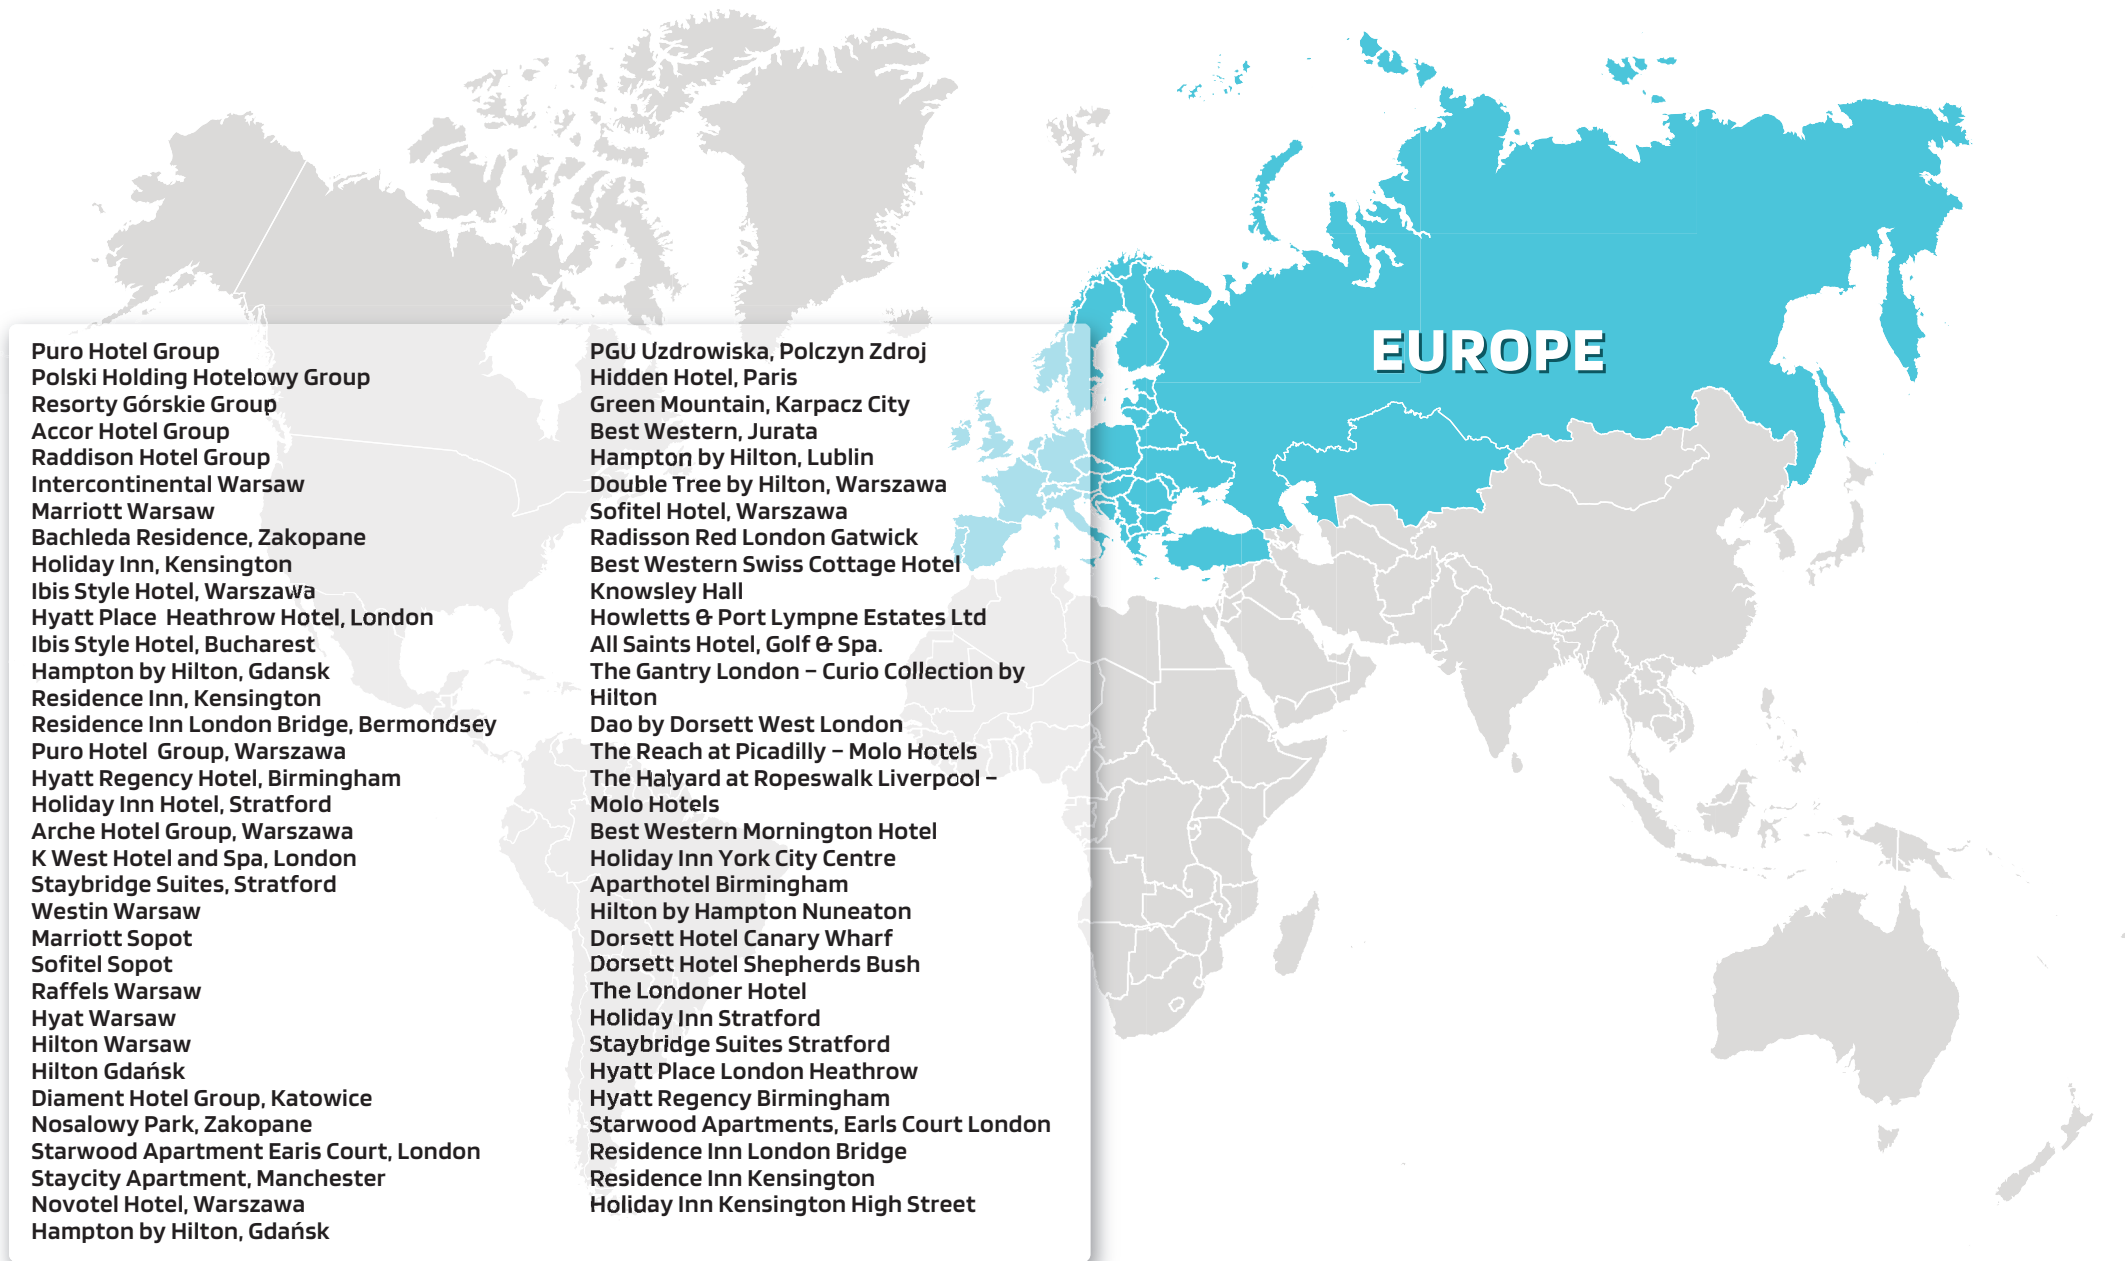 EUROPE
Puro Hotel Group
Polski Holding Hotelowy Group
Resorty Górskie Group
Accor Hotel Group
Raddison Hotel Group
Intercontinental Warsaw
Marriott Warsaw
Bachleda Residence, Zakopane
Holiday Inn, Kensington
Ibis Style Hotel, Warszawa
Hyatt Place Heathrow Hotel, London
Ibis Style Hotel, Bucharest
Hampton by Hilton, Gdansk
Residence Inn, Kensington
Residence Inn London Bridge, Bermondsey
Puro Hotel Group, Warszawa
Hyatt Regency Hotel, Birmingham
Holiday Inn Hotel, Stratford
Arche Hotel Group, Warszawa
K West Hotel and Spa, London
Staybridge Suites, Stratford
Westin Warsaw
Marriott Sopot
Sofitel Sopot
Raffels Warsaw
Hyat Warsaw
Hilton Warsaw
Hilton Gdańsk
Diament Hotel Group, Katowice
Nosalowy Park, Zakopane
Starwood Apartment Earis Court, London
Staycity Apartment, Manchester
Novotel Hotel, Warszawa
Hampton by Hilton, Gdańsk
PGU Uzdrowiska, Polczyn Zdroj
Hidden Hotel, Paris
Green Mountain, Karpacz City
Best Western, Jurata
Hampton by Hilton, Lublin
Double Tree by Hilton, Warszawa
Sofitel Hotel, Warszawa
Radisson Red London Gatwick
Best Western Swiss Cottage Hotel
Knowsley Hall
Howletts & Port Lympne Estates Ltd
All Saints Hotel, Golf & Spa.
The Gantry London – Curio Collection by
Hilton
Dao by Dorsett West London
The Reach at Picadilly – Molo Hotels
The Halyard at Ropeswalk Liverpool –
Molo Hotels
Best Western Mornington Hotel
Holiday Inn York City Centre
Aparthotel Birmingham
Hilton by Hampton Nuneaton
Dorsett Hotel Canary Wharf
Dorsett Hotel Shepherds Bush
The Londoner Hotel
Holiday Inn Stratford
Staybridge Suites Stratford
Hyatt Place London Heathrow
Hyatt Regency Birmingham
Starwood Apartments, Earls Court London
Residence Inn London Bridge
Residence Inn Kensington
Holiday Inn Kensington High Street